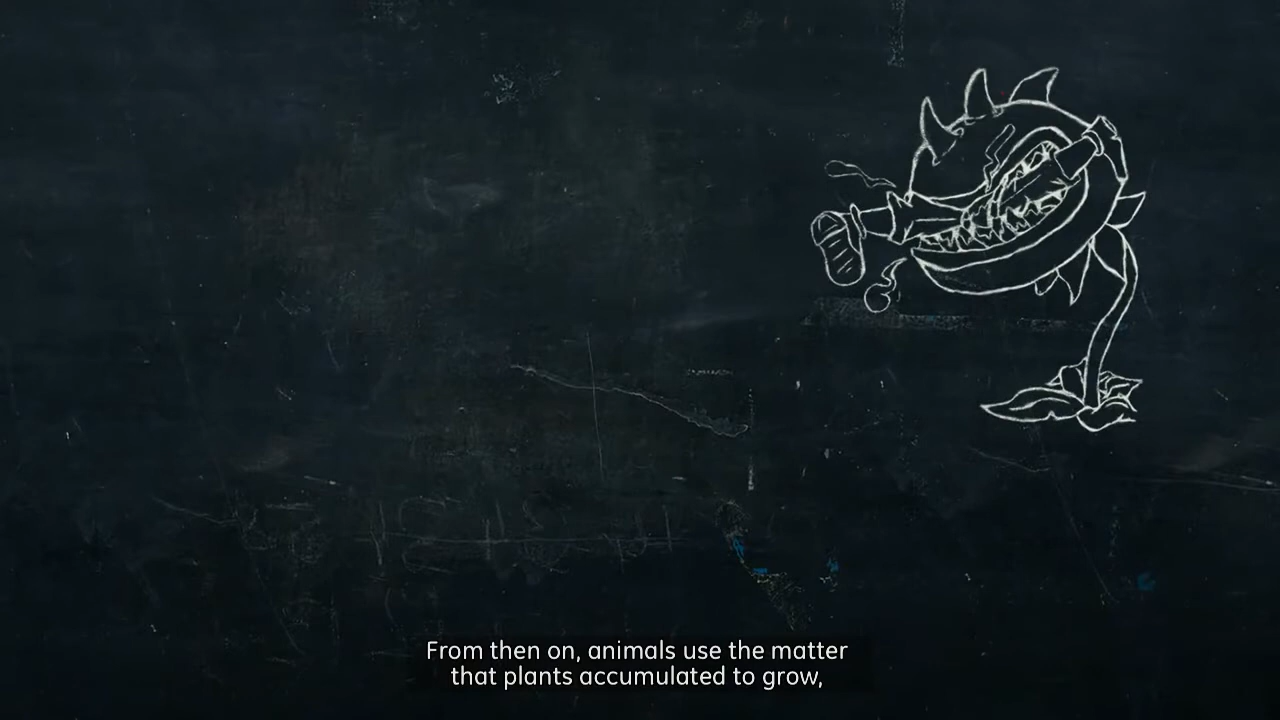 From then on, animals use the matter
that plants accumulated to grow,